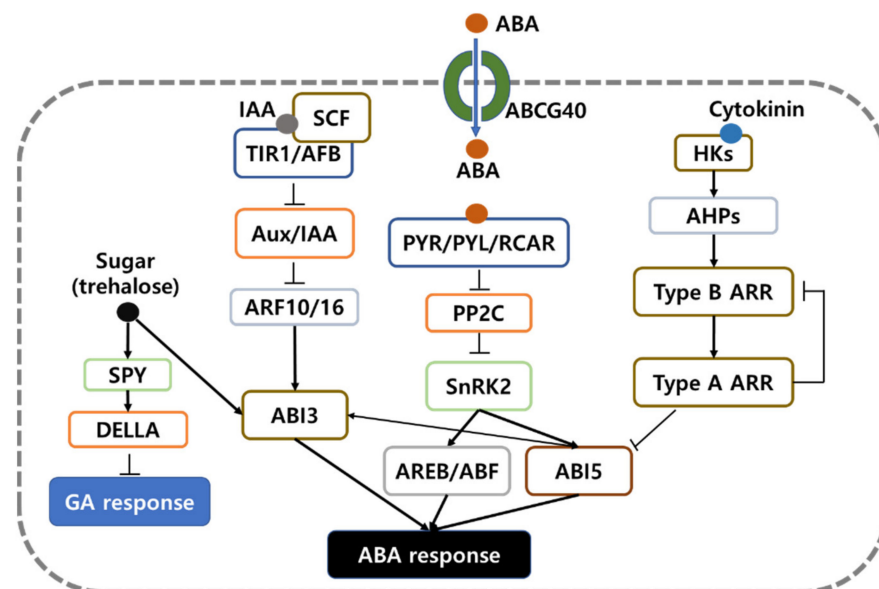 ABA
ABCG40
ABA
IAA
SCF
TIR1/AFB
Aux/IAA
ARF10/16
Cytokinin
HKs
AHPs
Type B ARR
Type A ARR
PYR/PYL/RCAR
PP2C
SnRK2
Sugar
(trehalose)
SPY
DELLA
GA response
ABI3
AREB/ABF
ABI5
ABA response